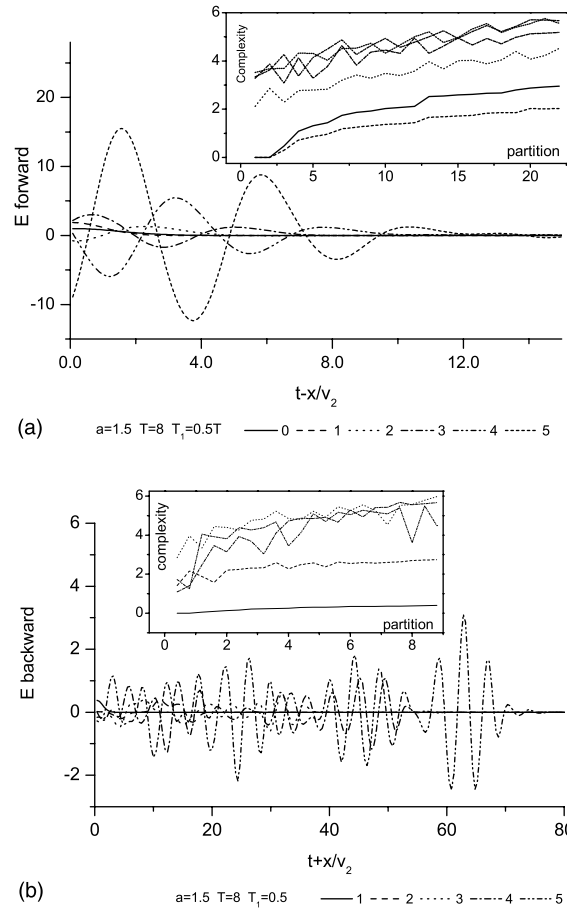 6
Complexity
4
2
0
partition
5 10 15 20
E forward
20
10
0
-10
0.0 4.0 8.0 12.0
t-x/v2
(a)
a=1.5 T=8 T1=0.5T 0 1 2 3 4 5
6
complexity
4
2
0
partition
0 2 4 6 8
E backward
6
4
2
0
-2
0 20 40 60 80
t+x/v2
(b)
a=1.5 T=8 T1=0.5 1 2 3 4 5